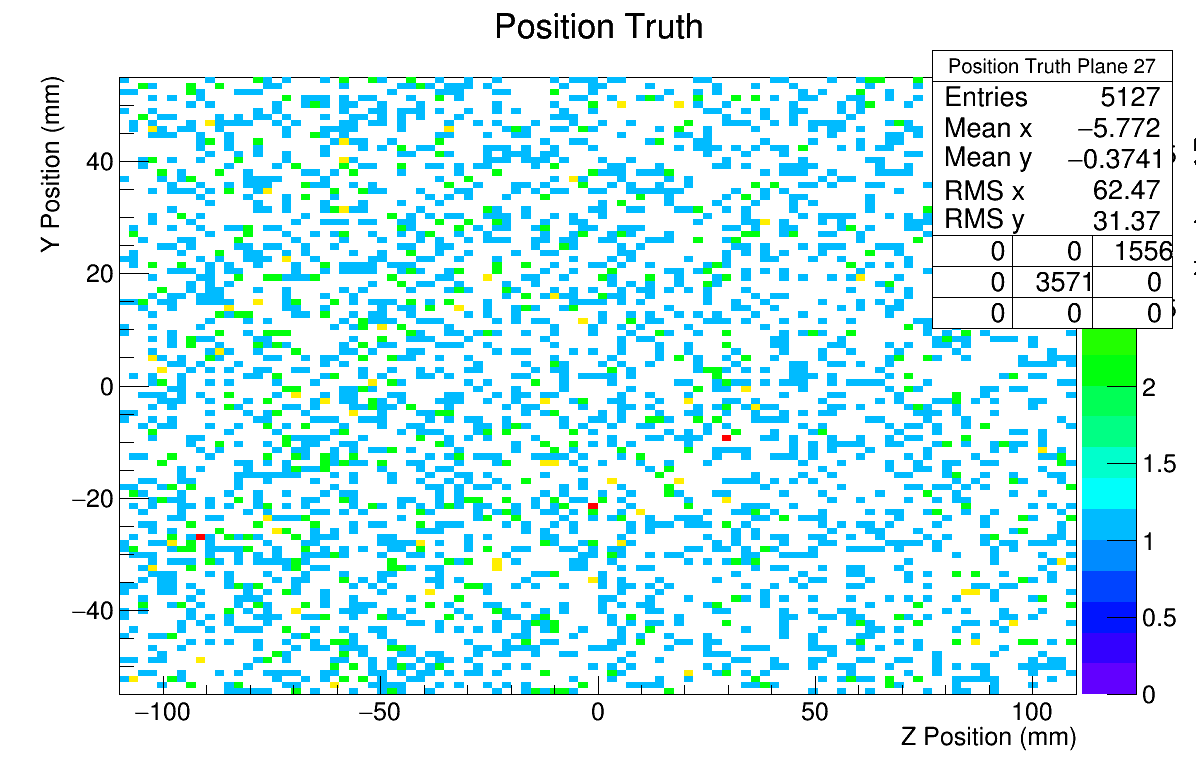 Position Truth
Position Truth Plane 27
Entries 5127
Mean x −5.772
Mean y −0.3741
RMS x 62.47
RMS y 31.37
0 0 1556
0 3571 0
0 0 0
Y Position (mm)
40
20
0
−20
−40
2
1.5
1
0.5
0
−100 −50 0 50 100
Z Position (mm)